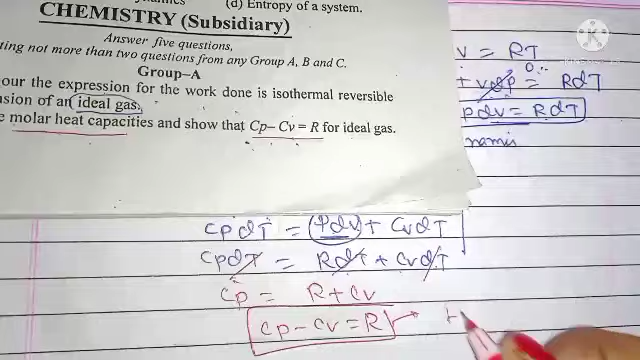 (d) Entropy of a system.
CHEMISTRY (Subsidiary)
Answer five questions,
ting not more than two questions from any Group A, B and C.
Group–A
our the expression for the work done is isothermal reversible
nsion of an ideal gas.
e molar heat capacities and show that Cp – Cv = R for ideal gas.
v = RT
+ vdp = RdT
0
pdv = RdT
namis
CpdT = Pdv + CvdT
CpdT = RdT + CvdT
Cp = R + Cv
Cp – Cv = R